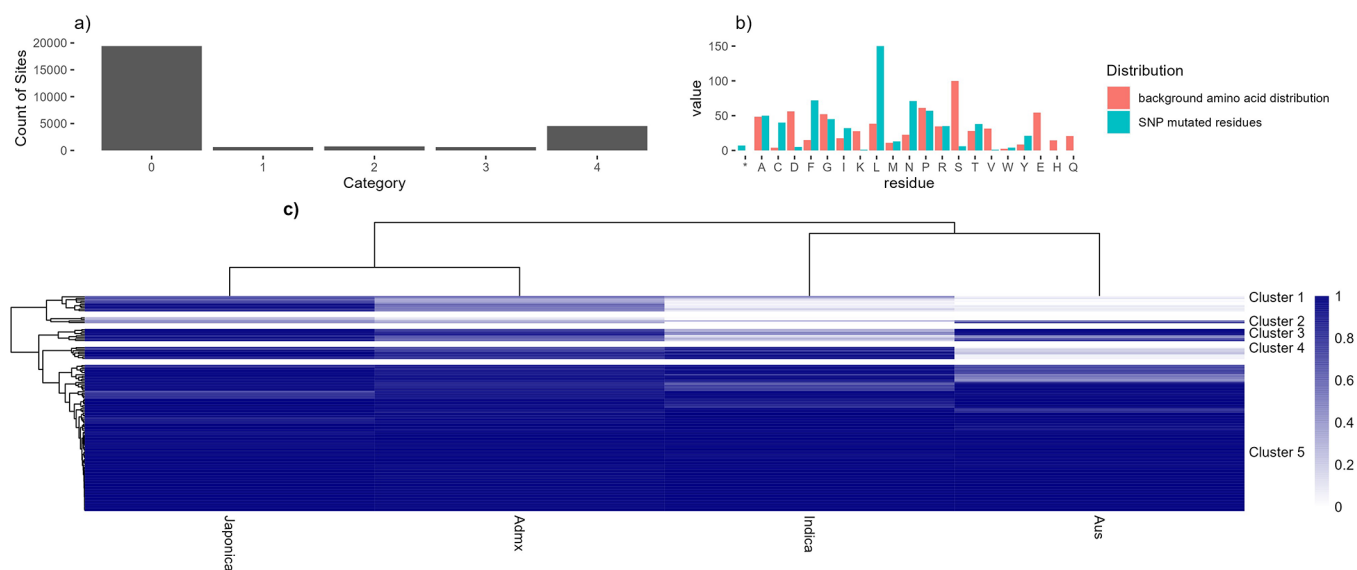 a)
Count of Sites
20000
15000
10000
5000
0
0 1 2 3 4
Category
b)
value
150
100
50
0
* A C D F G I K L M N P R S T V W Y E H Q
residue
Distribution
background amino acid distribution
SNP mutated residues
c)
Cluster 1
Cluster 2
Cluster 3
Cluster 4
Cluster 5
1
0.8
0.6
0.4
0.2
0
Japonica
Admx
Indica
Aus